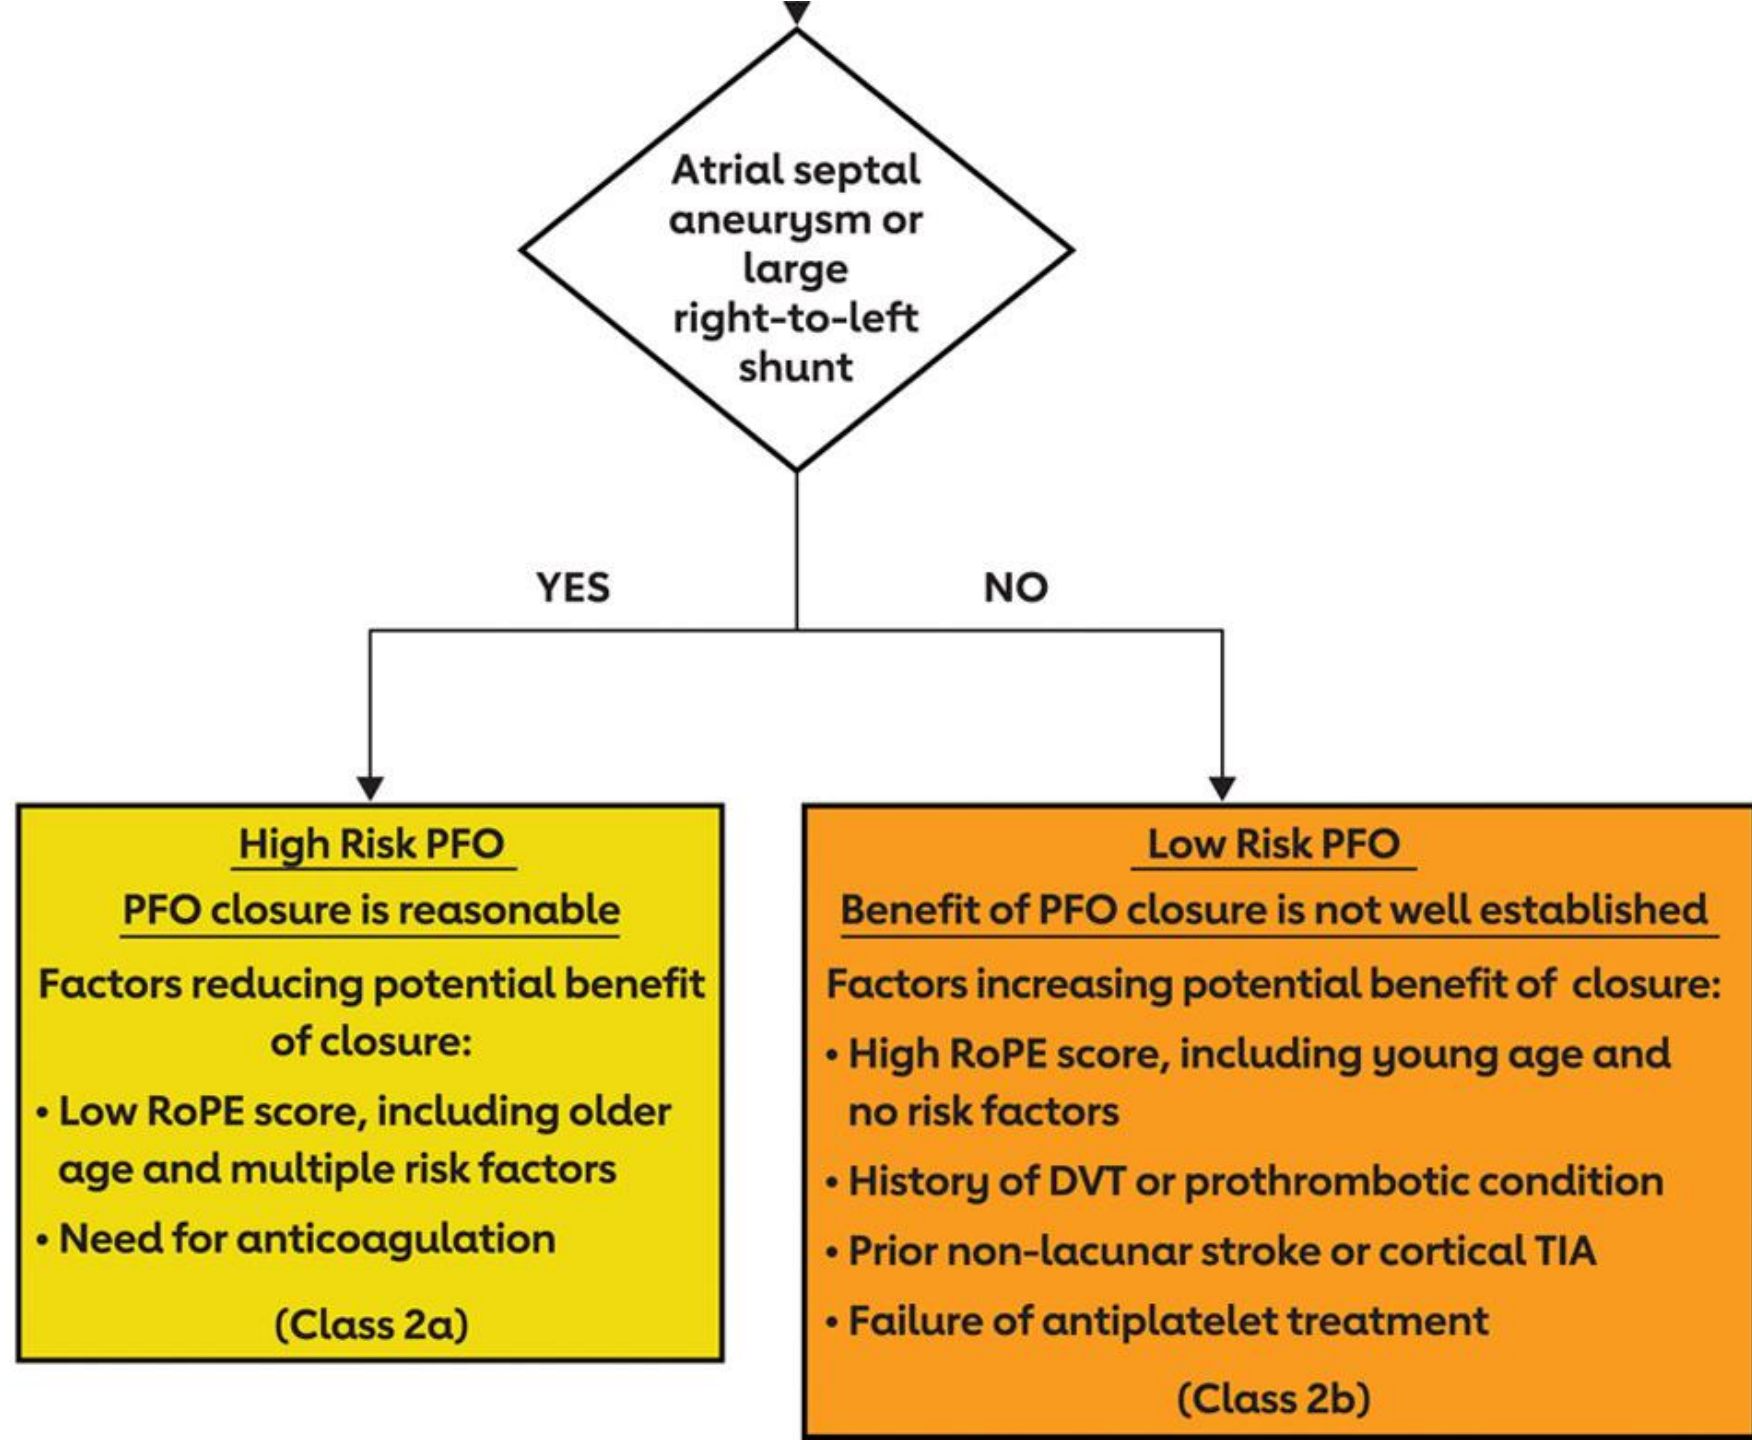 Atrial septal
aneurysm or
large
right-to-left
shunt
YES
NO
High Risk PFO
PFO closure is reasonable
Factors reducing potential benefit
of closure:
• Low RoPE score, including older
age and multiple risk factors
• Need for anticoagulation
(Class 2a)
Low Risk PFO
Benefit of PFO closure is not well established
Factors increasing potential benefit of closure:
• High RoPE score, including young age and
no risk factors
• History of DVT or prothrombotic condition
• Prior non-lacunar stroke or cortical TIA
• Failure of antiplatelet treatment
(Class 2b)